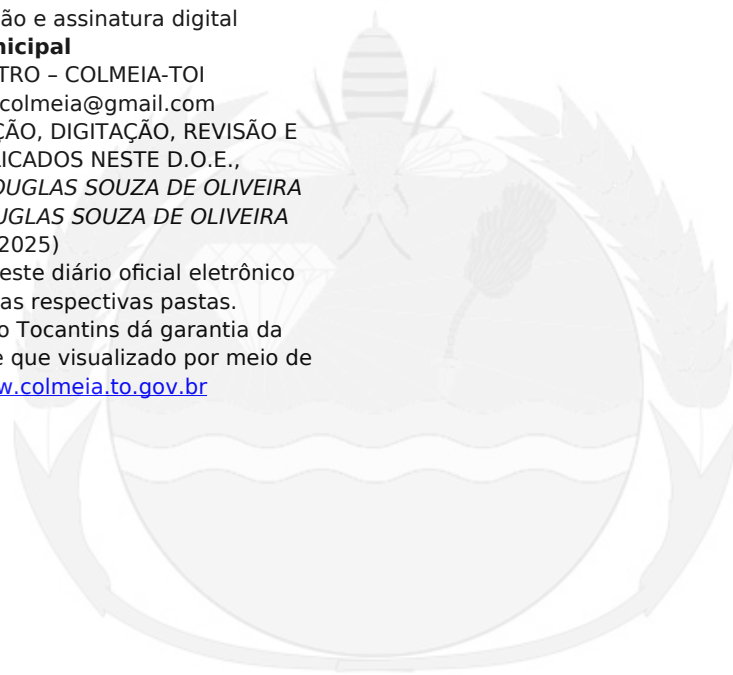 ão e assinatura digital
nicipal
TRO – COLMEIA-TOI
colmeia@gmail.com
ÇÃO, DIGITAÇÃO, REVISÃO E
LICADOS NESTE D.O.E.,
OUGLAS SOUZA DE OLIVEIRA
UGLAS SOUZA DE OLIVEIRA
2025)
este diário oficial eletrônico
as respectivas pastas.
o Tocantins dá garantia da
e que visualizado por meio de
w.colmeia.to.gov.br